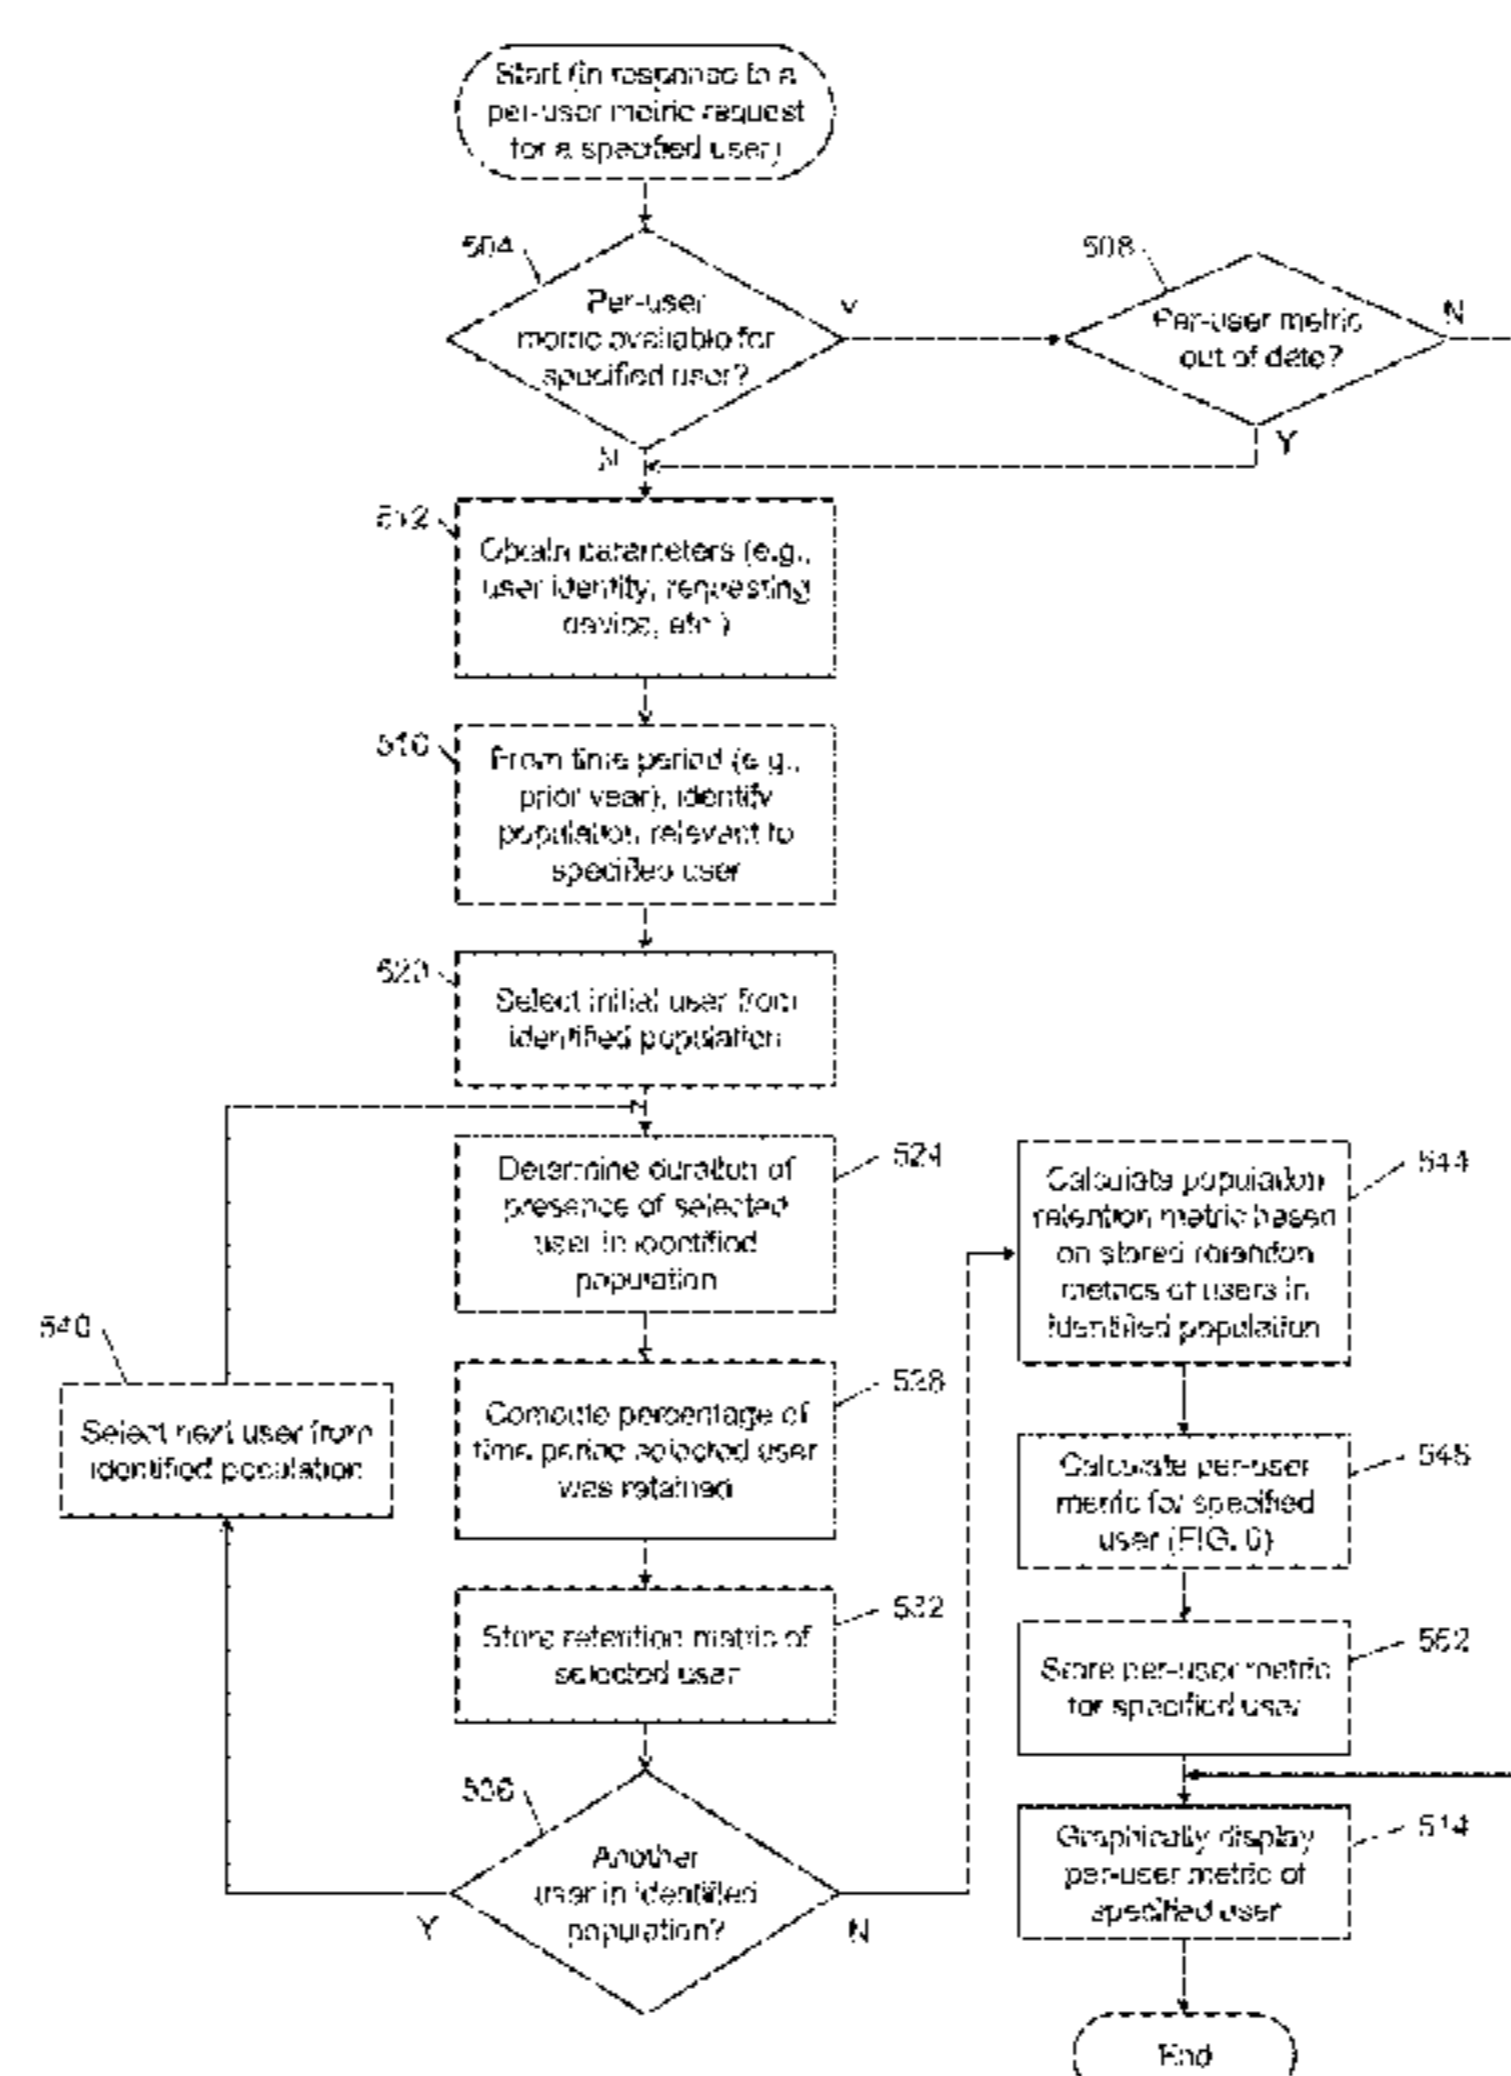 Start (in response to a
per-user metric request
for a specified user)
504
Per-user
metric available for
specified user?
Y
N
508
Per-user metric
out of date?
N
Y
512
Obtain parameters (e.g.,
user identity, requesting
device, etc.)
516
From time period (e.g.,
prior year), identify
population relevant to
specified user
520
Select initial user from
identified population
524
Determine duration of
presence of selected
user in identified
population
528
Compute percentage of
time period selected user
was retained
532
Store retention metric of
selected user
536
Another
user in identified
population?
Y
N
540
Select next user from
identified population
544
Calculate population
retention metric based
on stored retention
metrics of users in
identified population
548
Calculate per-user
metric for specified
user (FIG. 6)
552
Store per-user metric
for specified user
514
Graphically display
per-user metric of
specified user
End